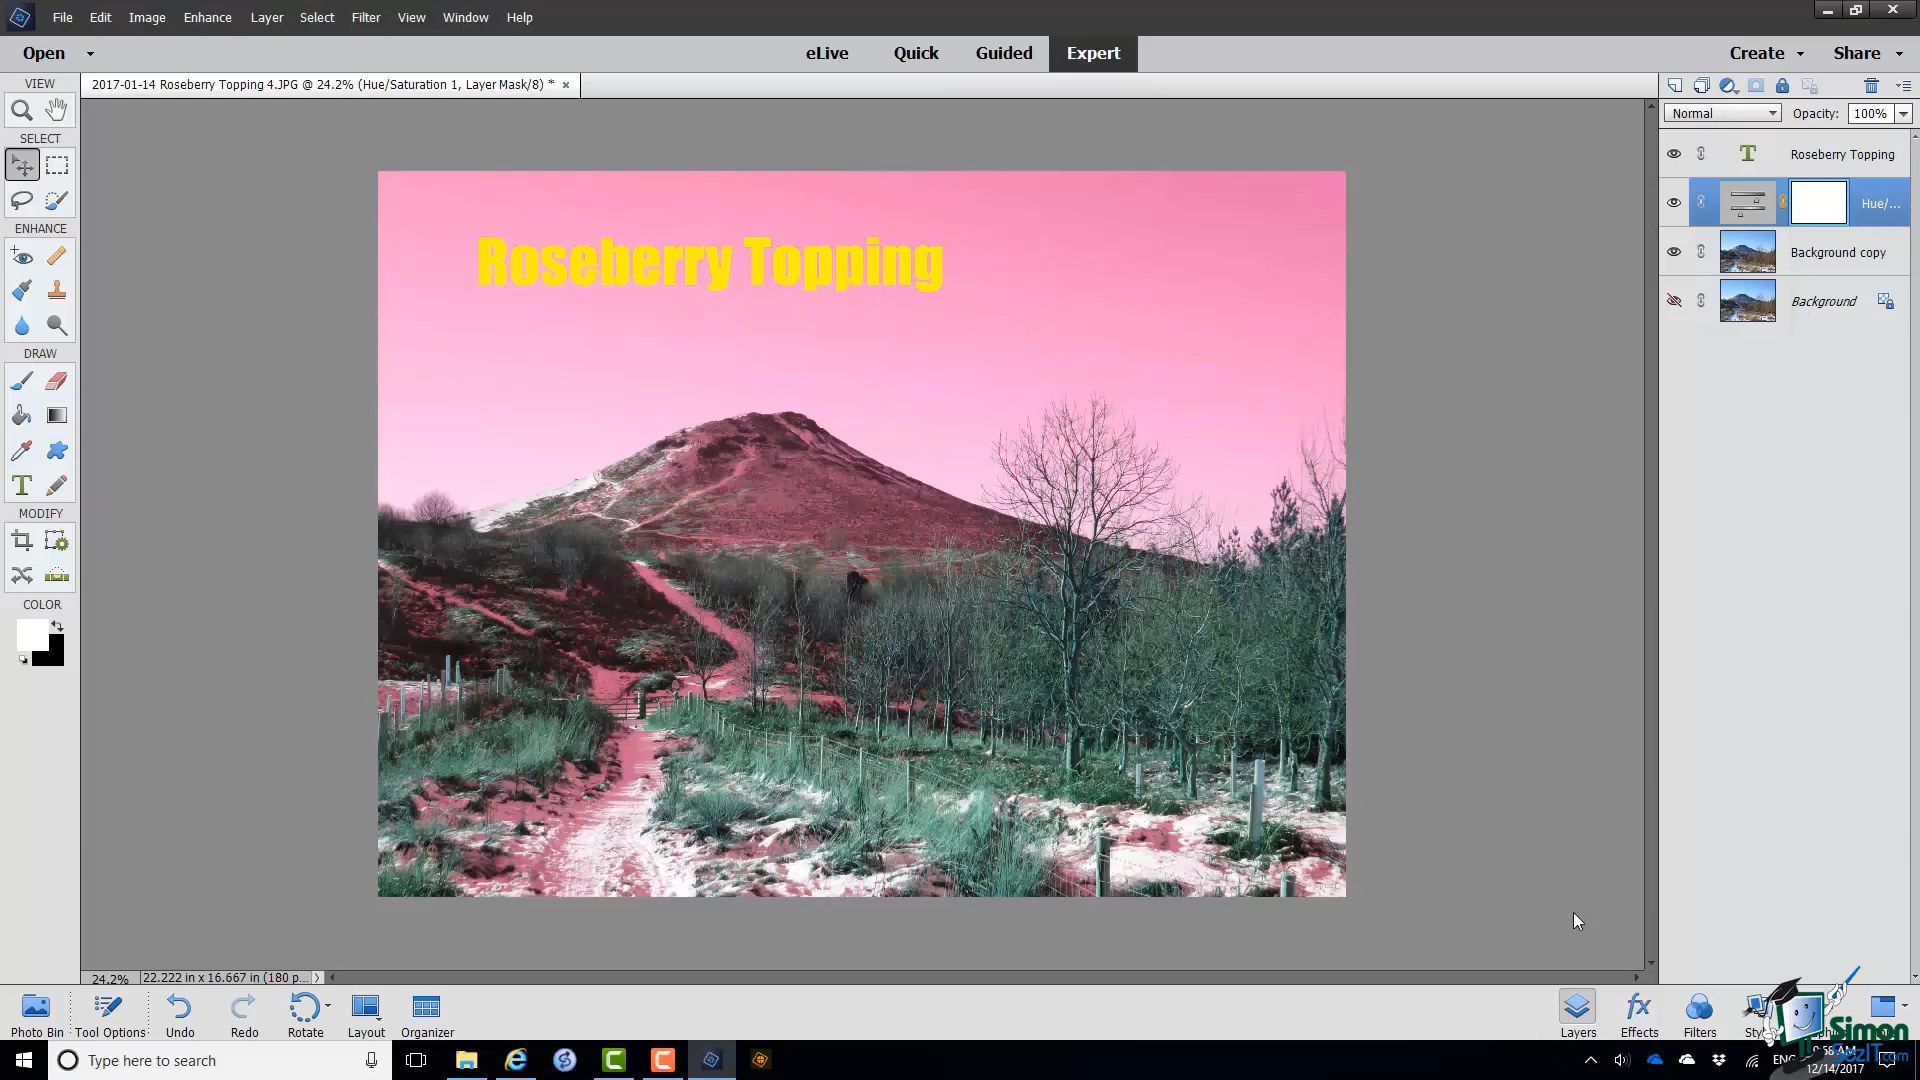 File Edit Image Enhance Layer Select Filter View Window Help
Open eLive Quick Guided Expert Create Share
VIEW
2017-01-14 Roseberry Topping 4.JPG @ 24.2% (Hue/Saturation 1, Layer Mask/8) * ×
Normal Opacity: 100%
SELECT
Roseberry Topping
Hue/...
Background copy
Background
ENHANCE
Roseberry Topping
DRAW
MODIFY
COLOR
24.2% 22.222 in x 16.667 in (180 p...
Photo Bin Tool Options Undo Redo Rotate Layout Organizer Layers Effects Filters
Simon
SezIT.com
Type here to search
ENG
12/14/2017